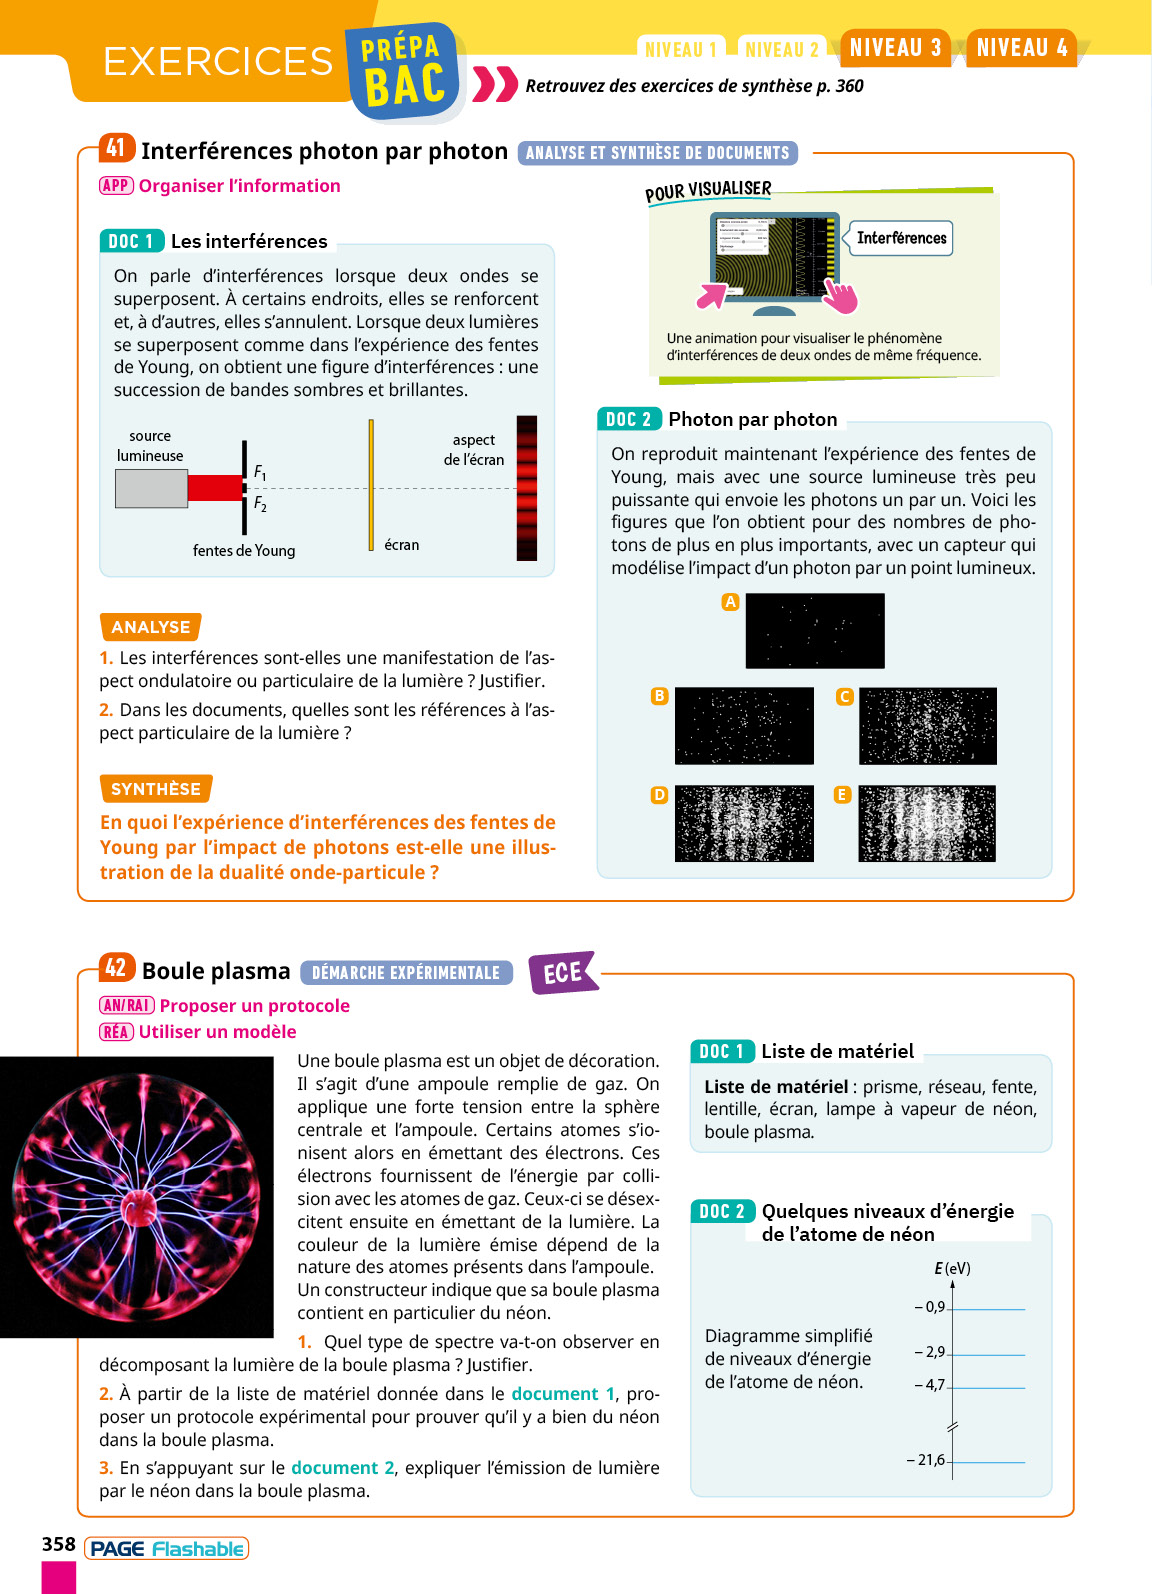 EXERCICES
PRÉPA
BAC
NIVEAU 1
NIVEAU 2
NIVEAU 3
NIVEAU 4
Retrouvez des exercices de synthèse p. 360
41 Interférences photon par photon ANALYSE ET SYNTHÈSE DE DOCUMENTS
APP Organiser l'information
DOC 1 Les interférences
On parle d'interférences lorsque deux ondes se
superposent. À certains endroits, elles se renforcent
et, à d'autres, elles s'annulent. Lorsque deux lumières
se superposent comme dans l'expérience des fentes
de Young, on obtient une figure d'interférences : une
succession de bandes sombres et brillantes.
source
lumineuse
F1
F2
fentes de Young
écran
aspect
de l'écran
ANALYSE
1. Les interférences sont-elles une manifestation de l'as-
pect ondulatoire ou particulaire de la lumière ? Justifier.
2. Dans les documents, quelles sont les références à l'as-
pect particulaire de la lumière ?
SYNTHÈSE
En quoi l'expérience d'interférences des fentes de
Young par l'impact de photons est-elle une illus-
tration de la dualité onde-particule ?
POUR VISUALISER
Interférences
Une animation pour visualiser le phénomène
d'interférences de deux ondes de même fréquence.
DOC 2 Photon par photon
On reproduit maintenant l'expérience des fentes de
Young, mais avec une source lumineuse très peu
puissante qui envoie les photons un par un. Voici les
figures que l'on obtient pour des nombres de pho-
tons de plus en plus importants, avec un capteur qui
modélise l'impact d'un photon par un point lumineux.
A
B
C
D
E
42 Boule plasma DÉMARCHE EXPÉRIMENTALE ECE
AN/RAI Proposer un protocole
RÉA Utiliser un modèle
Une boule plasma est un objet de décoration.
Il s'agit d'une ampoule remplie de gaz. On
applique une forte tension entre la sphère
centrale et l'ampoule. Certains atomes s'io-
nisent alors en émettant des électrons. Ces
électrons fournissent de l'énergie par colli-
sion avec les atomes de gaz. Ceux-ci se désex-
citent ensuite en émettant de la lumière. La
couleur de la lumière émise dépend de la
nature des atomes présents dans l'ampoule.
Un constructeur indique que sa boule plasma
contient en particulier du néon.
1. Quel type de spectre va-t-on observer en
décomposant la lumière de la boule plasma ? Justifier.
2. À partir de la liste de matériel donnée dans le document 1, pro-
poser un protocole expérimental pour prouver qu'il y a bien du néon
dans la boule plasma.
3. En s'appuyant sur le document 2, expliquer l'émission de lumière
par le néon dans la boule plasma.
DOC 1 Liste de matériel
Liste de matériel : prisme, réseau, fente,
lentille, écran, lampe à vapeur de néon,
boule plasma.
DOC 2 Quelques niveaux d'énergie
de l'atome de néon
Diagramme simplifié
de niveaux d'énergie
de l'atome de néon.
E (eV)
– 0,9
– 2,9
– 4,7
– 21,6
358 PAGE Flashable